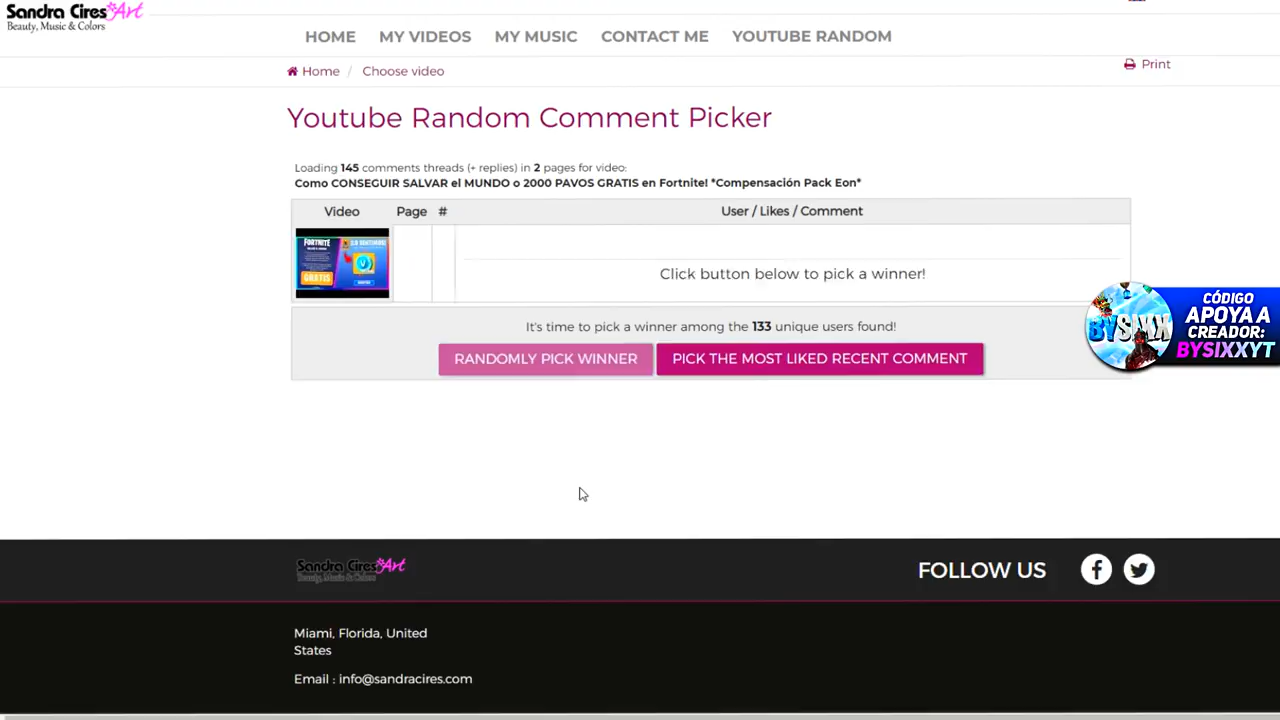 Sandra Cires Art
Beauty, Music & Colors
HOME MY VIDEOS MY MUSIC CONTACT ME YOUTUBE RANDOM
Home / Choose video
Print
Youtube Random Comment Picker
Loading 145 comments threads (+ replies) in 2 pages for video:
Como CONSEGUIR SALVAR el MUNDO o 2000 PAVOS GRATIS en Fortnite! *Compensación Pack Eon*
Video Page # User / Likes / Comment
FORTNITE
GRATIS
Click button below to pick a winner!
It's time to pick a winner among the 133 unique users found!
RANDOMLY PICK WINNER PICK THE MOST LIKED RECENT COMMENT
BYSIXX
CÓDIGO
APOYA A
CREADOR:
BYSIXXYT
Sandra Cires Art
Beauty, Music & Colors
FOLLOW US
Miami, Florida, United
States
Email : info@sandracires.com